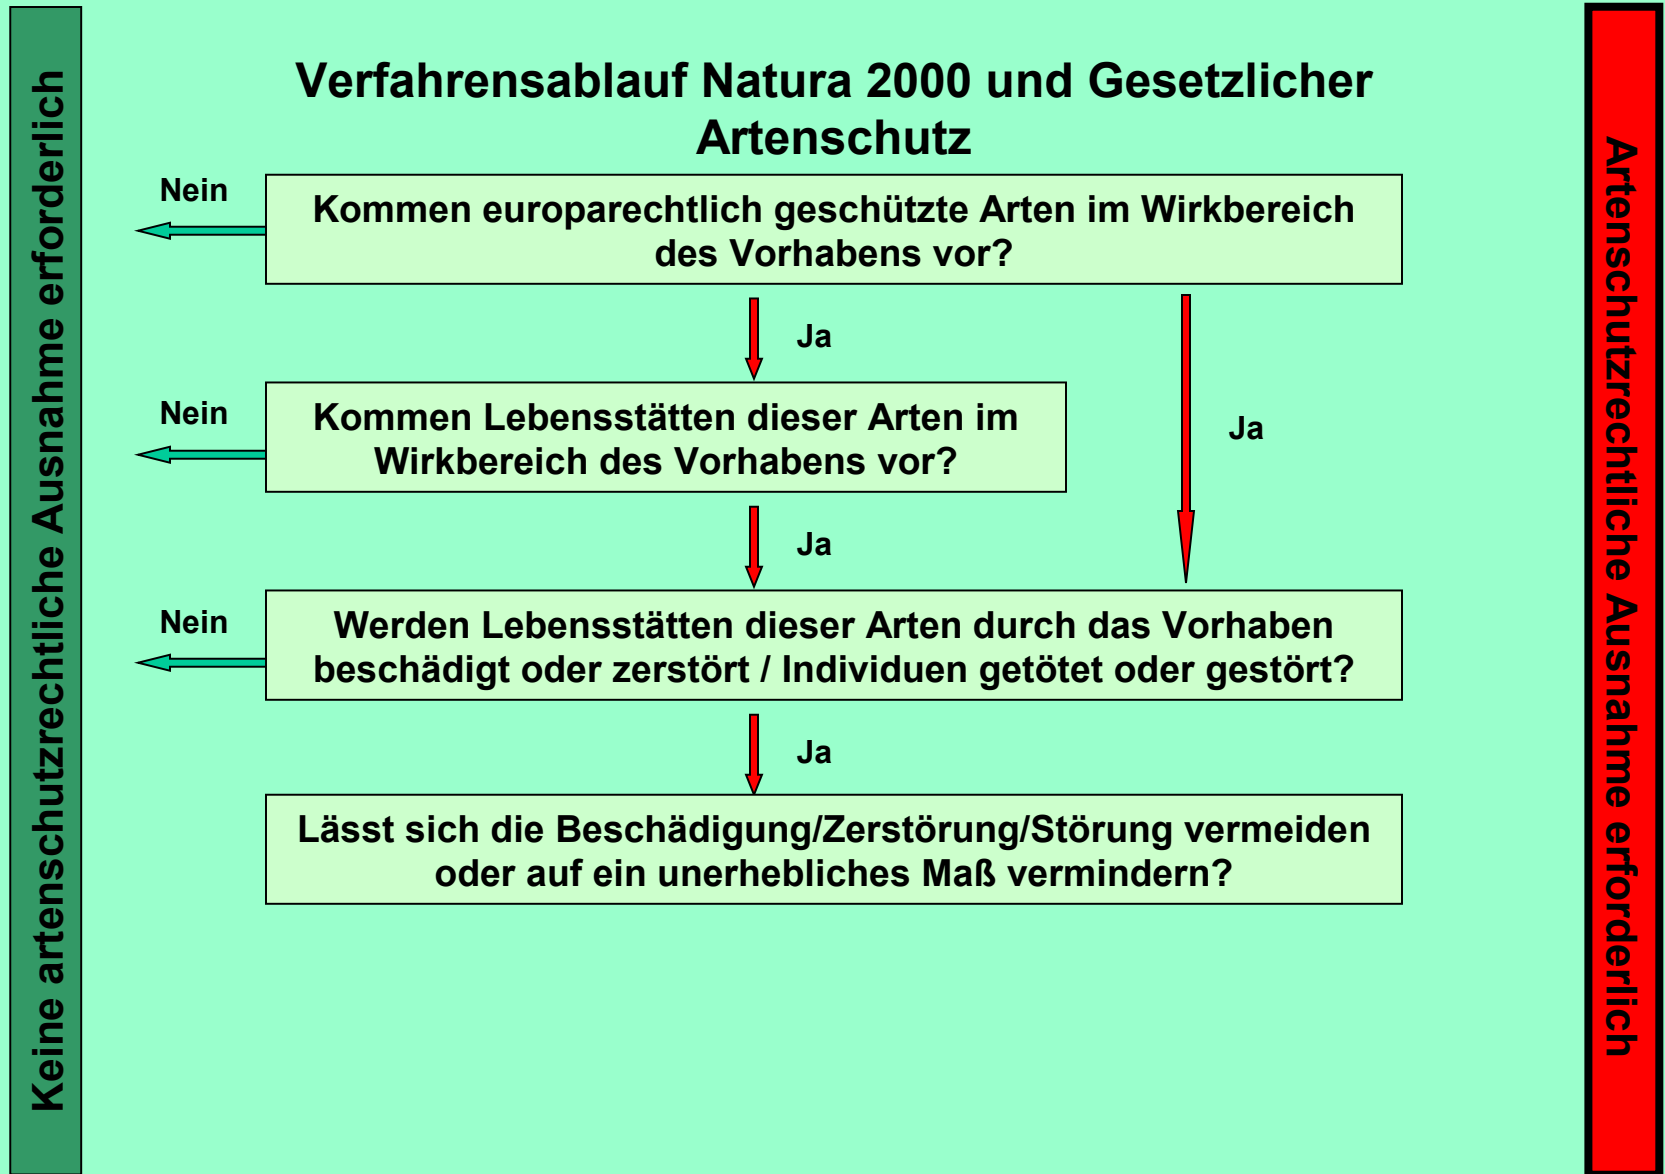 Keine artenschutzrechtliche Ausnahme erforderlich
Verfahrensablauf Natura 2000 und Gesetzlicher
Artenschutz
Nein
Kommen europarechtlich geschützte Arten im Wirkbereich
des Vorhabens vor?
Ja
Nein
Kommen Lebensstätten dieser Arten im
Wirkbereich des Vorhabens vor?
Ja
Ja
Nein
Werden Lebensstätten dieser Arten durch das Vorhaben
beschädigt oder zerstört / Individuen getötet oder gestört?
Ja
Lässt sich die Beschädigung/Zerstörung/Störung vermeiden
oder auf ein unerhebliches Maß vermindern?
Artenschutzrechtliche Ausnahme erforderlich